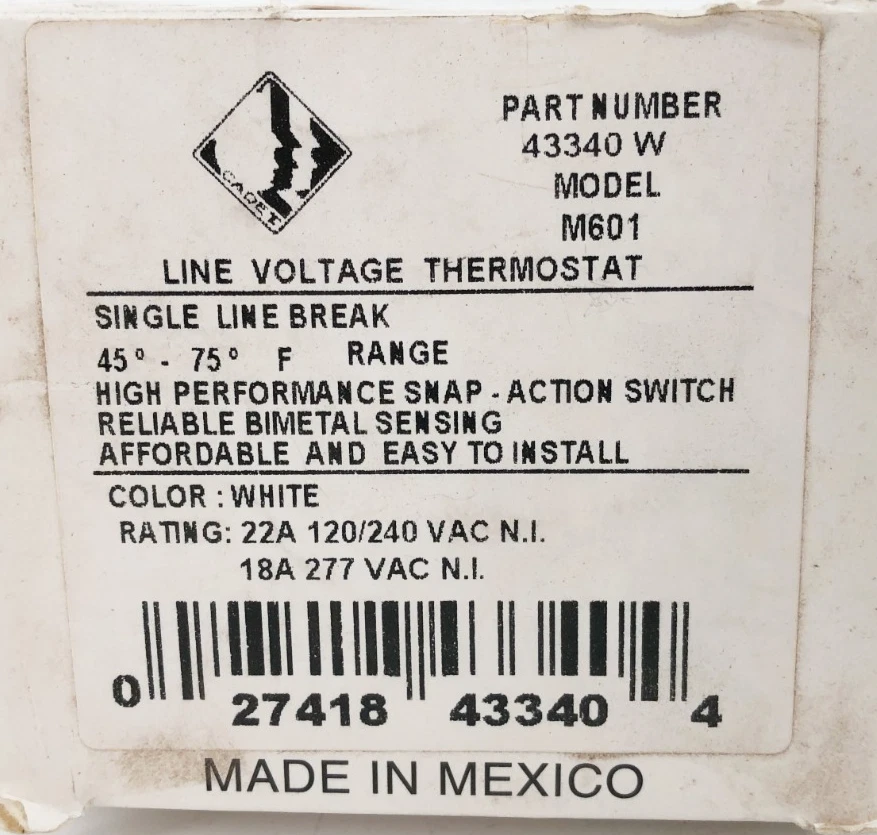 CADET
PART NUMBER
43340 W
MODEL
M601
LINE VOLTAGE THERMOSTAT
SINGLE LINE BREAK
45° - 75° F RANGE
HIGH PERFORMANCE SNAP - ACTION SWITCH
RELIABLE BIMETAL SENSING
AFFORDABLE AND EASY TO INSTALL
COLOR : WHITE
RATING: 22A 120/240 VAC N.I.
18A 277 VAC N.I.
0 27418 43340 4
MADE IN MEXICO